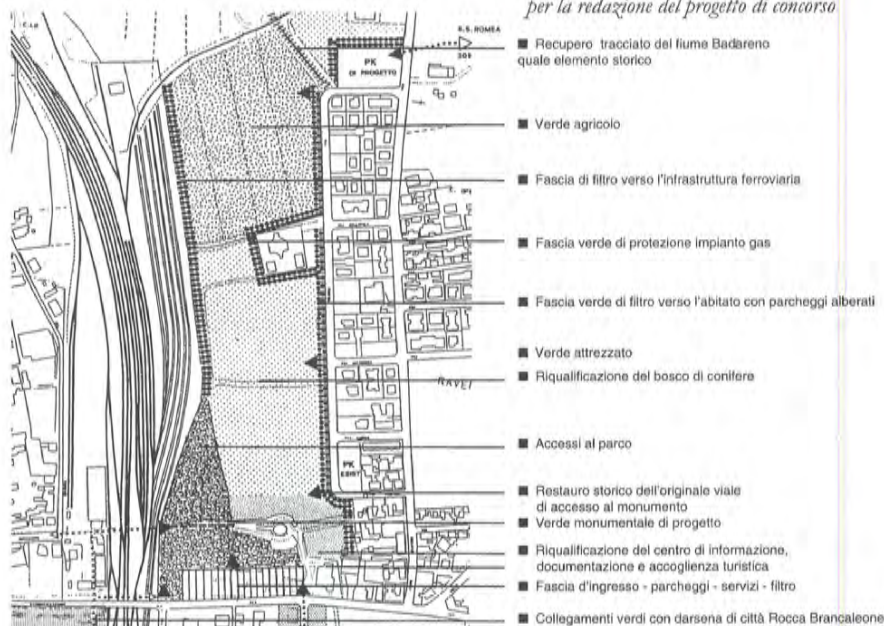 per la redazione del progetto di concorso
S.S. ROMEA
PK
DI PROGETTO
■ Recupero tracciato del fiume Badareno
quale elemento storico
■ Verde agricolo
■ Fascia di filtro verso l'infrastruttura ferroviaria
■ Fascia verde di protezione impianto gas
■ Fascia verde di filtro verso l'abitato con parcheggi alberati
■ Verde attrezzato
RAVE
■ Riqualificazione del bosco di conifere
■ Accessi al parco
PK
ESIST
■ Restauro storico dell'originale viale
di accesso al monumento
■ Verde monumentale di progetto
■ Riqualificazione del centro di informazione,
documentazione e accoglienza turistica
■ Fascia d'ingresso - parcheggi - servizi - filtro
■ Collegamenti verdi con darsena di città Rocca Brancaleone